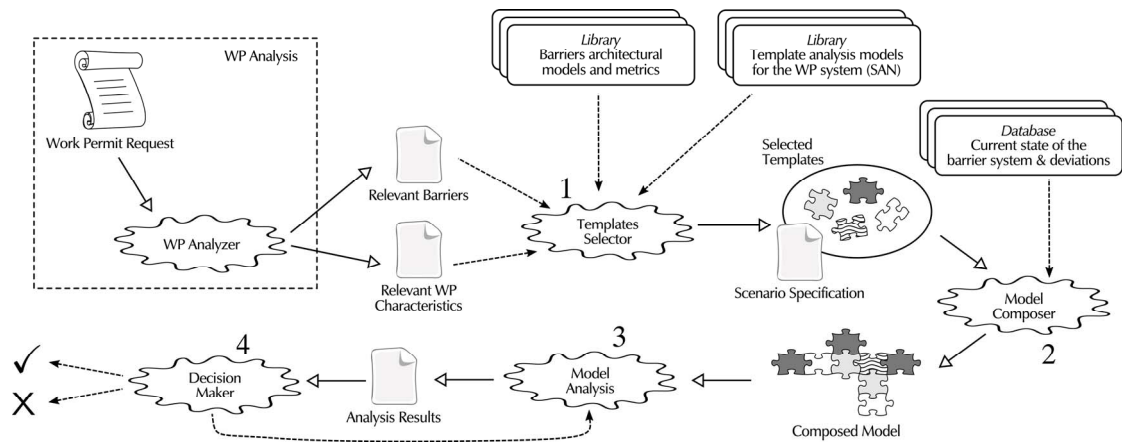 WP Analysis
Work Permit Request
WP Analyzer
Relevant Barriers
Relevant WP
Characteristics
Library
Barriers architectural
models and metrics
Library
Template analysis models
for the WP system (SAN)
1
Templates
Selector
Selected
Templates
Scenario Specification
Database
Current state of the
barrier system & deviations
Model
Composer
2
Composed Model
3
Model
Analysis
Analysis Results
4
Decision
Maker